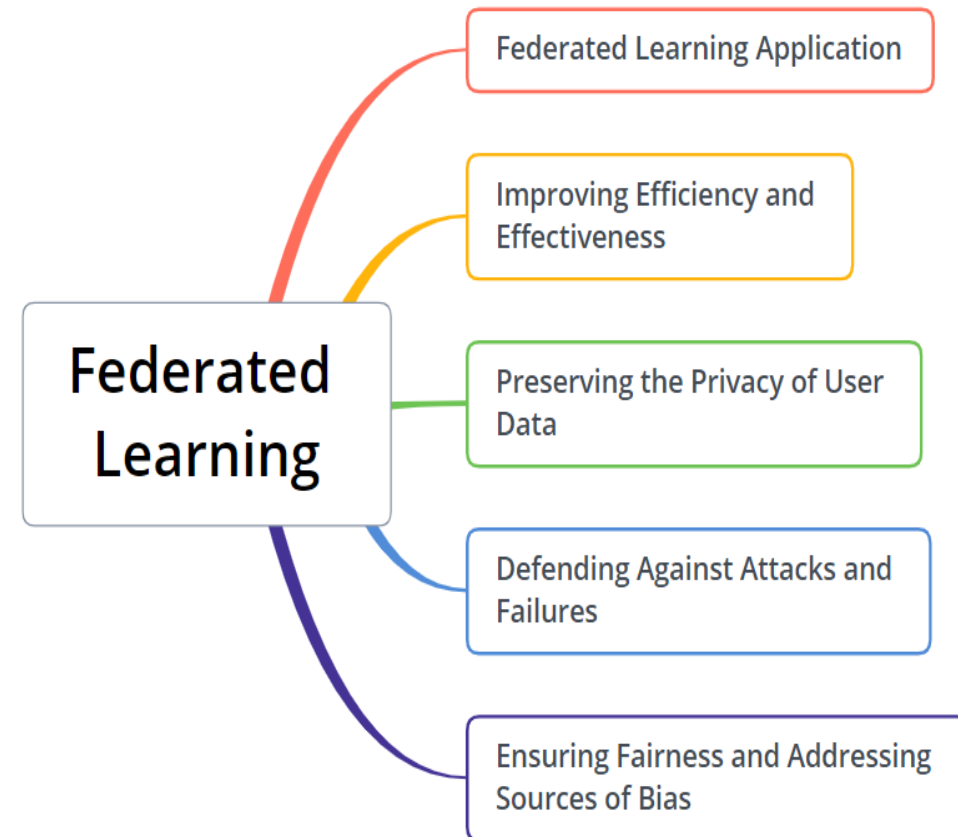 Federated Learning Application
Improving Efficiency and
Effectiveness
Federated
Learning
Preserving the Privacy of User
Data
Defending Against Attacks and
Failures
Ensuring Fairness and Addressing
Sources of Bias